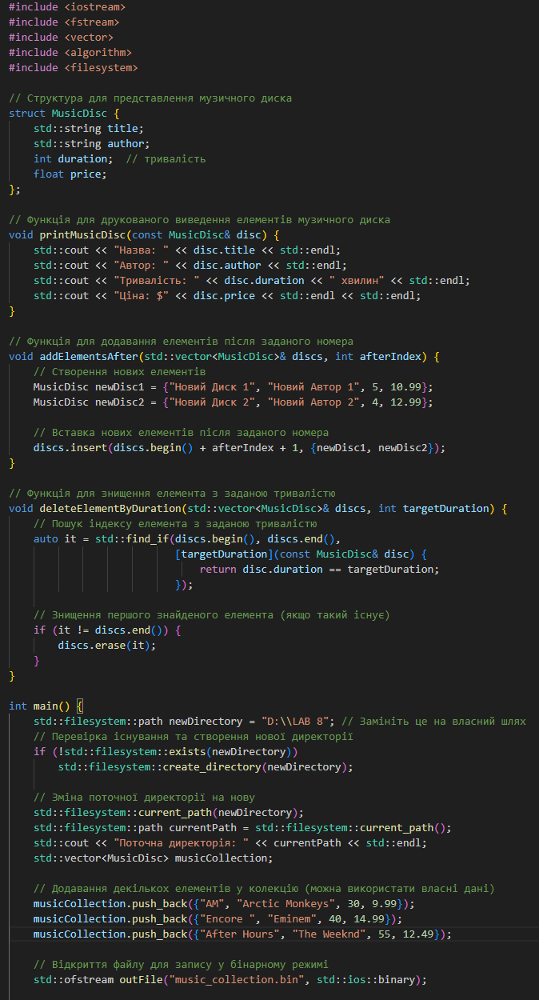 #include <iostream>
#include <fstream>
#include <vector>
#include <algorithm>
#include <filesystem>
// Структура для представлення музичного диска
struct MusicDisc {
std::string title;
std::string author;
int duration;  // тривалість
float price;
};
// Функція для друкованого виведення елементів музичного диска
void printMusicDisc(const MusicDisc& disc) {
std::cout << "Назва: " << disc.title << std::endl;
std::cout << "Автор: " << disc.author << std::endl;
std::cout << "Тривалість: " << disc.duration << " хвилин" << std::endl;
std::cout << "Ціна: $" << disc.price << std::endl << std::endl;
}
// Функція для додавання елементів після заданого номера
void addElementsAfter(std::vector<MusicDisc>& discs, int afterIndex) {
// Створення нових елементів
MusicDisc newDisc1 = {"Новий Диск 1", "Новий Автор 1", 5, 10.99};
MusicDisc newDisc2 = {"Новий Диск 2", "Новий Автор 2", 4, 12.99};
// Вставка нових елементів після заданого номера
discs.insert(discs.begin() + afterIndex + 1, {newDisc1, newDisc2});
}
// Функція для знищення елемента з заданою тривалістю
void deleteElementByDuration(std::vector<MusicDisc>& discs, int targetDuration) {
// Пошук індексу елемента з заданою тривалістю
auto it = std::find_if(discs.begin(), discs.end(),
[targetDuration](const MusicDisc& disc) {
return disc.duration == targetDuration;
});
// Знищення першого знайденого елемента (якщо такий існує)
if (it != discs.end()) {
discs.erase(it);
}
}
int main() {
std::filesystem::path newDirectory = "D:\\LAB 8"; // Замініть це на власний шлях
// Перевірка існування та створення нової директорії
if (!std::filesystem::exists(newDirectory))
std::filesystem::create_directory(newDirectory);
// Зміна поточної директорії на нову
std::filesystem::current_path(newDirectory);
std::filesystem::path currentPath = std::filesystem::current_path();
std::cout << "Поточна директорія: " << currentPath << std::endl;
std::vector<MusicDisc> musicCollection;
// Додавання декількох елементів у колекцію (можна використати власні дані)
musicCollection.push_back({"AM", "Arctic Monkeys", 30, 9.99});
musicCollection.push_back({"Encore ", "Eminem", 40, 14.99});
musicCollection.push_back({"After Hours", "The Weeknd", 55, 12.49});
// Відкриття файлу для запису у бінарному режимі
std::ofstream outFile("music_collection.bin", std::ios::binary);